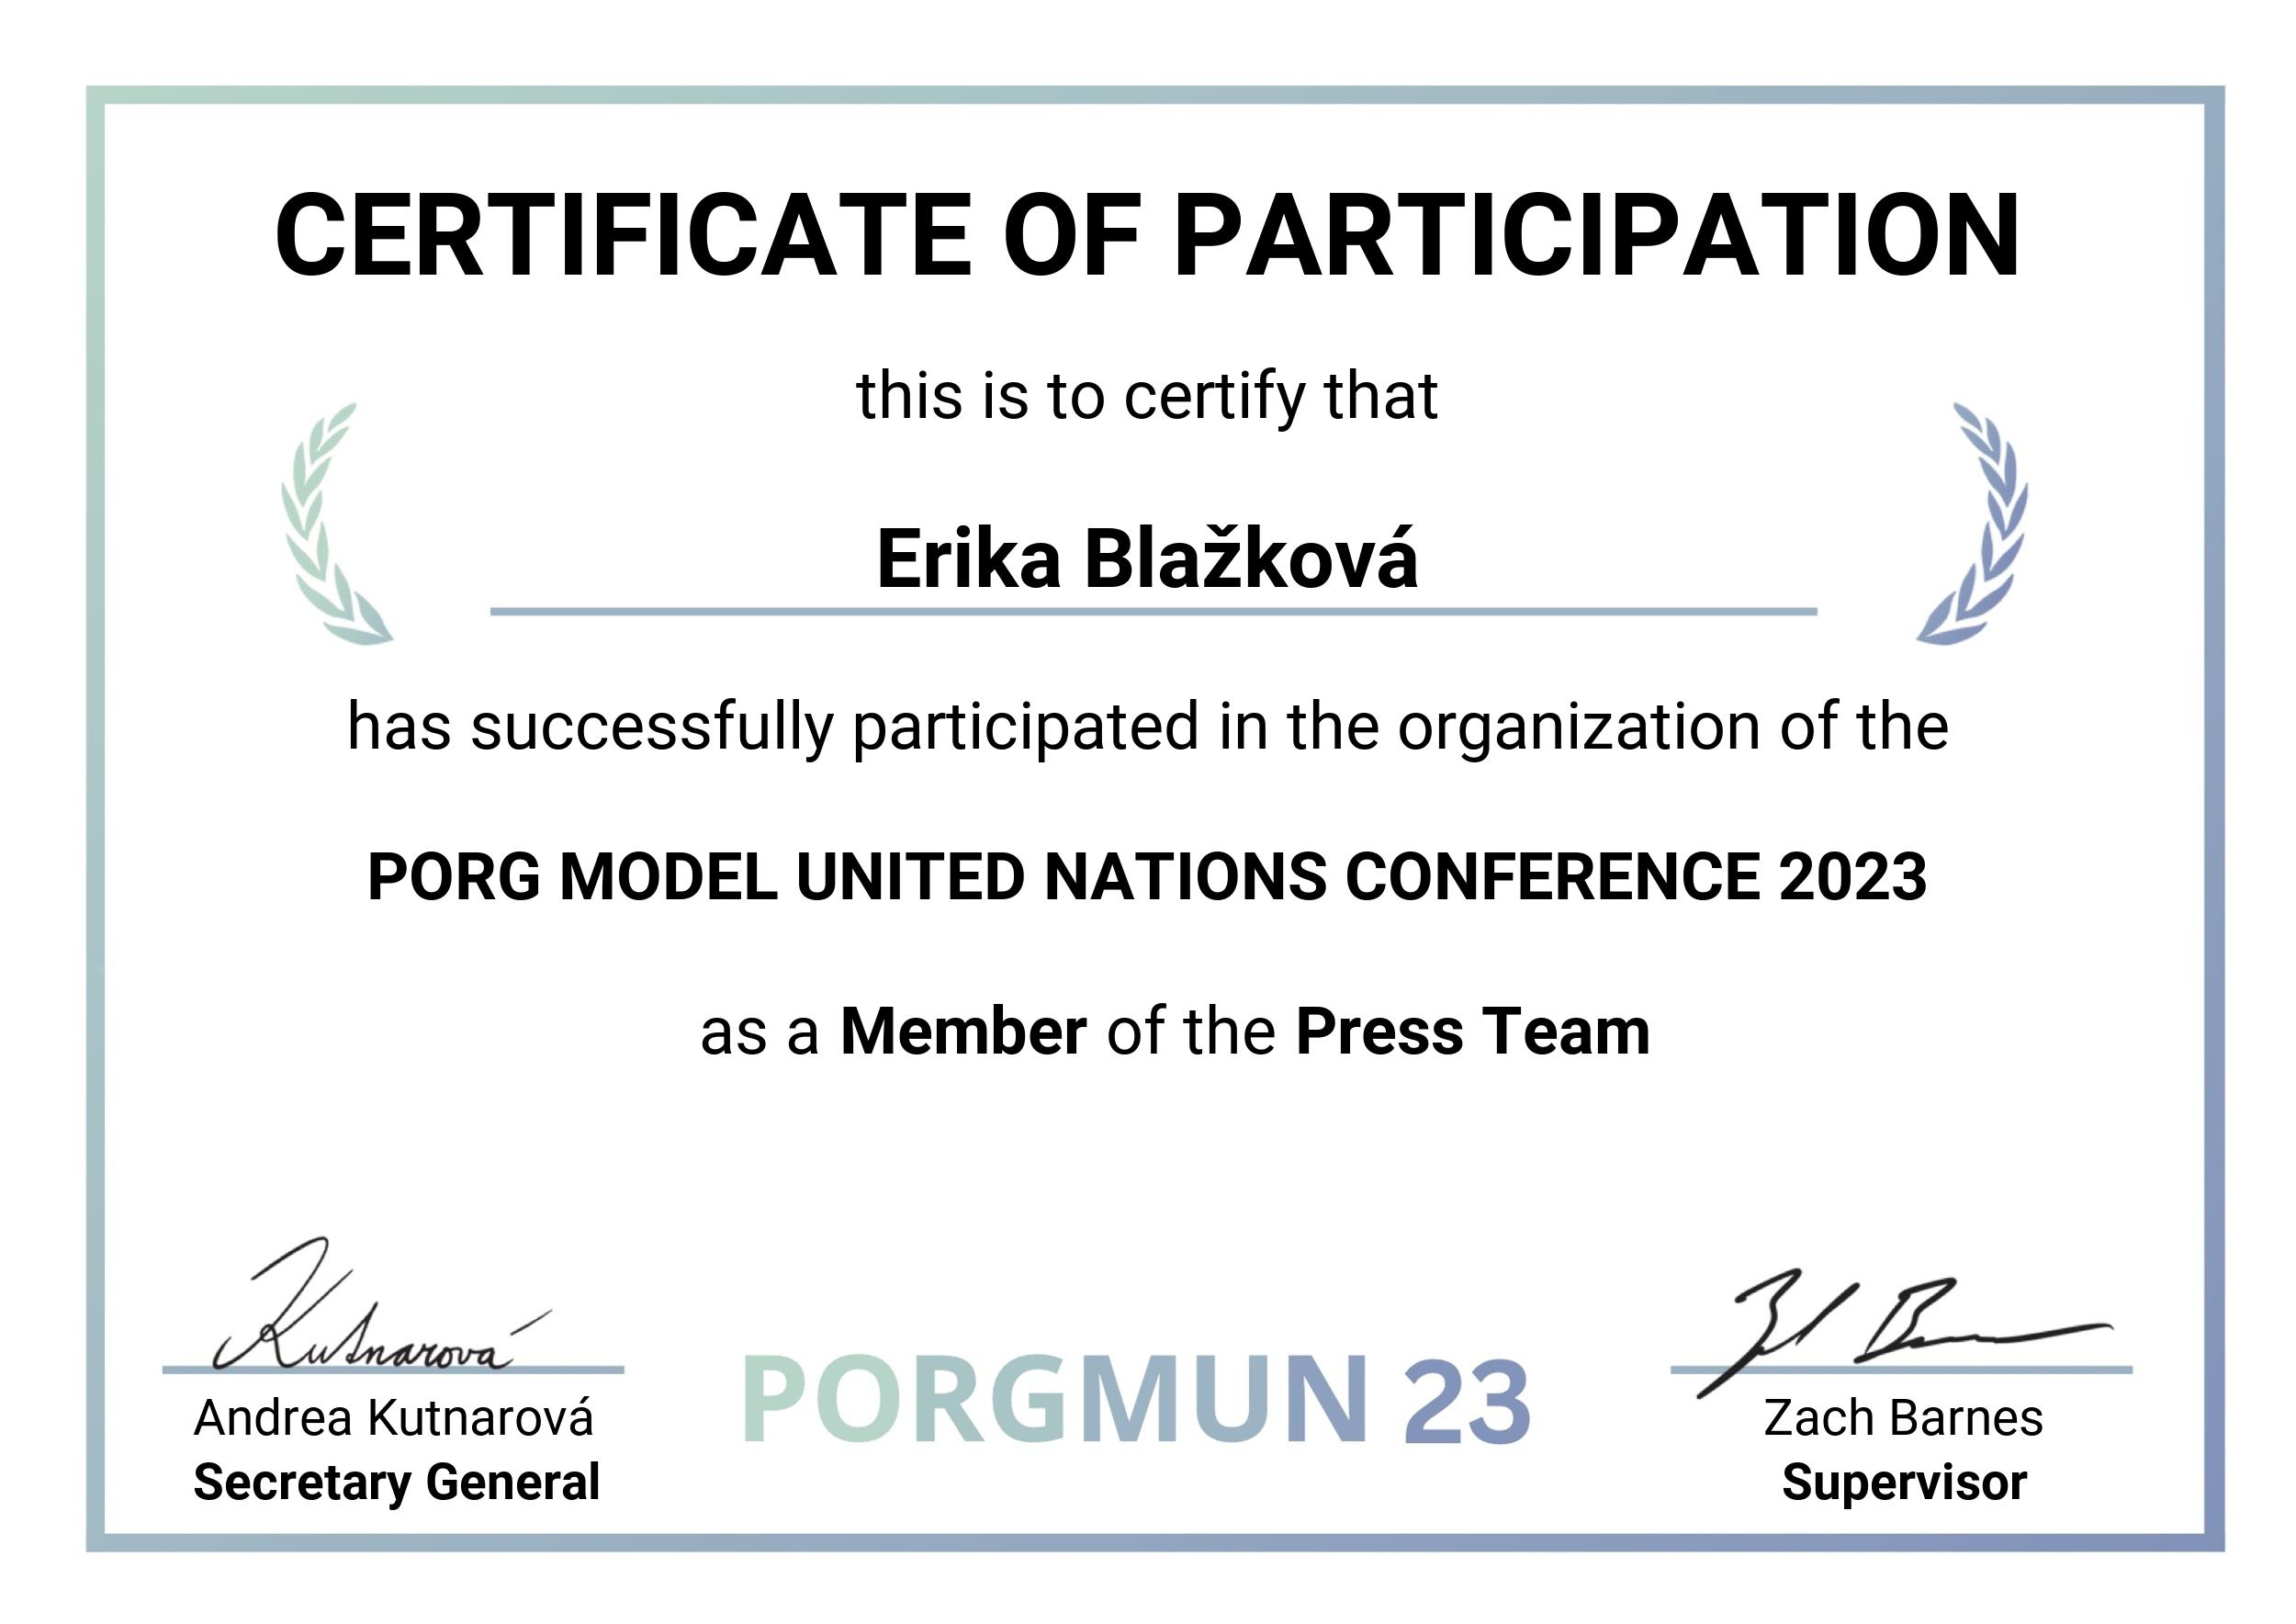 CERTIFICATE OF PARTICIPATION
this is to certify that
Erika Blažková
has successfully participated in the organization of the
PORG MODEL UNITED NATIONS CONFERENCE 2023
as a Member of the Press Team
Kutnarová
Andrea Kutnarová
Secretary General
PORGMUN 23
Zach Barnes
Supervisor